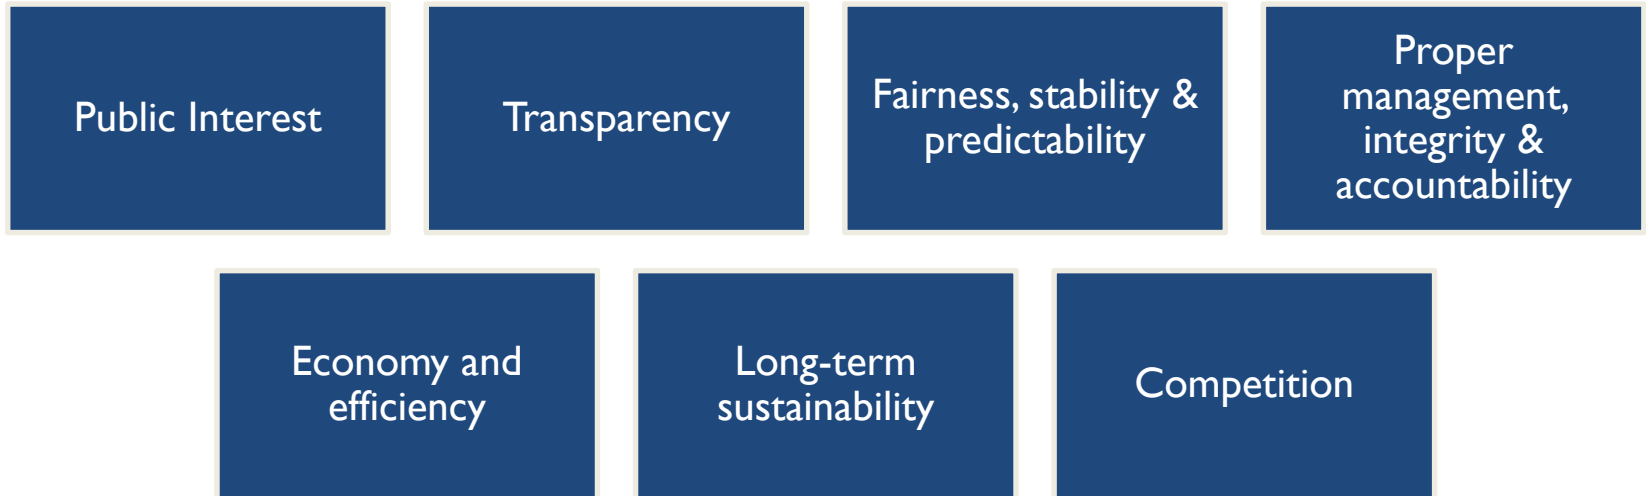 Public Interest
Transparency
Fairness, stability &
predictability
Proper
management,
integrity &
accountability
Economy and
efficiency
Long-term
sustainability
Competition